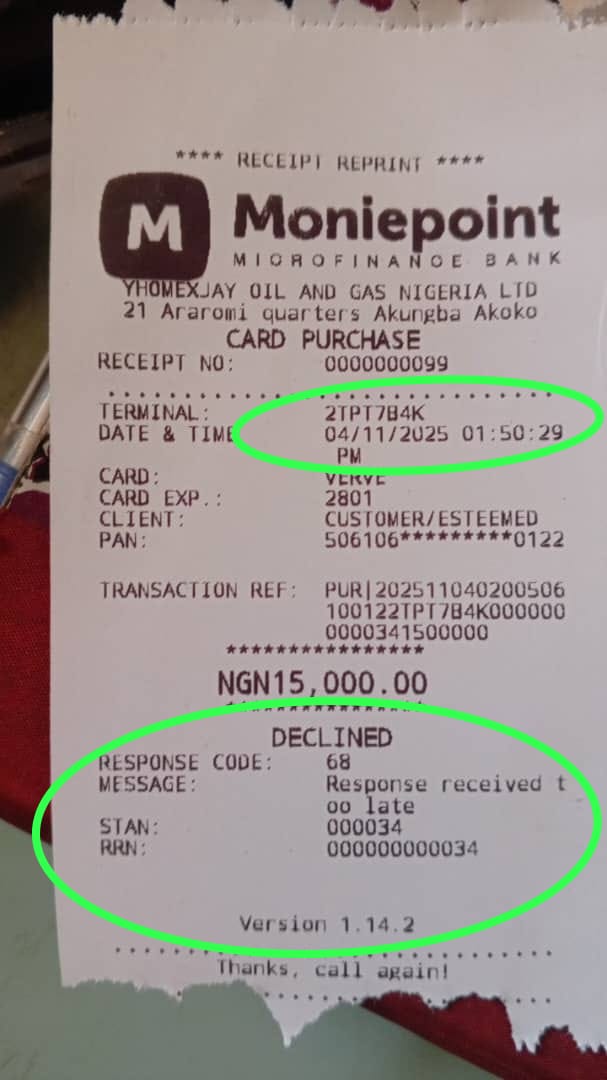 **** RECEIPT REPRINT ****
M Moniepoint
MICROFINANCE BANK
YHOMEXJAY OIL AND GAS NIGERIA LTD
21 Araromi quarters Akungba Akoko
CARD PURCHASE
RECEIPT NO: 0000000099
TERMINAL: 2TPT7B4K
DATE & TIME 04/11/2025 01:50:29
PM
CARD: VERVE
CARD EXP.: 2801
CLIENT: CUSTOMER/ESTEEMED
PAN: 506106*********0122
TRANSACTION REF: PUR|202511040200506
100122TPT7B4K000000
0000341500000
****************
NGN15,000.00
****************
DECLINED
RESPONSE CODE: 68
MESSAGE: Response received t
oo late
STAN: 000034
RRN: 000000000034
Version 1.14.2
Thanks, call again!